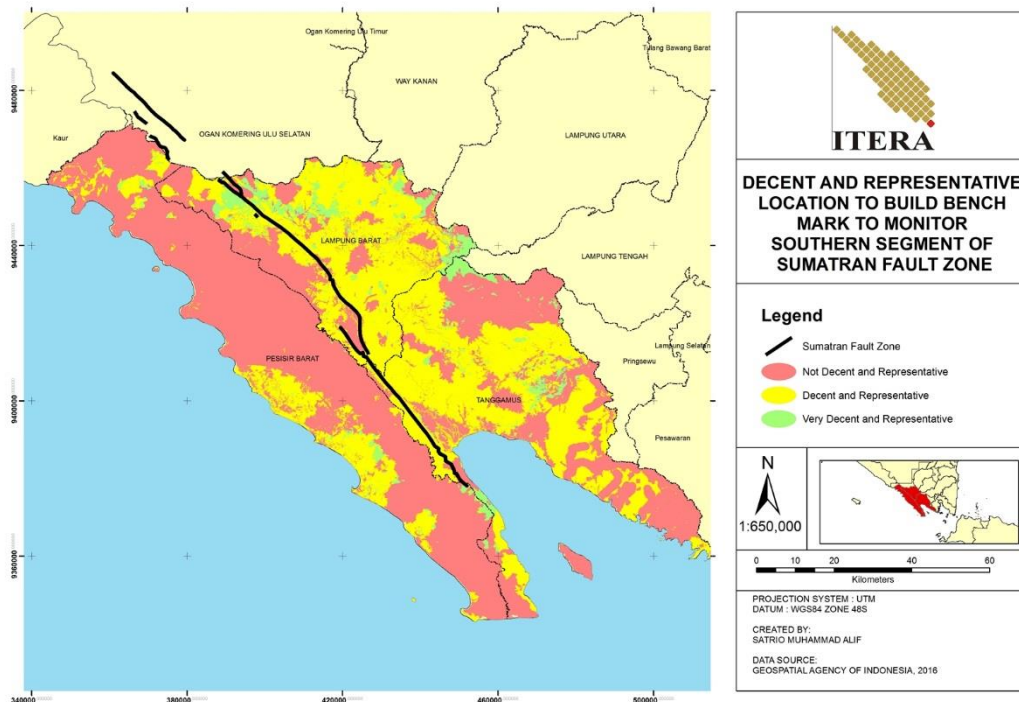 Ogan Komering Ulu Timur
Tulang Bawang Barat
WAY KANAN
Kaur
OGAN KOMERING ULU SELATAN
LAMPUNG UTARA
LAMPUNG BARAT
LAMPUNG TENGAH
Lampung Selatan
Pringsewu
PESISIR BARAT
TANGGAMUS
Pesawaran
9480000
9440000
9400000
9360000
340000
380000
420000
460000
500000
ITERA
DECENT AND REPRESENTATIVE
LOCATION TO BUILD BENCH
MARK TO MONITOR
SOUTHERN SEGMENT OF
SUMATRAN FAULT ZONE
Legend
Sumatran Fault Zone
Not Decent and Representative
Decent and Representative
Very Decent and Representative
N
1:650,000
0 5 10 20 40 60
Kilometers
PROJECTION SYSTEM : UTM
DATUM : WGS84 ZONE 48S
CREATED BY:
SATRIO MUHAMMAD ALIF
DATA SOURCE:
GEOSPATIAL AGENCY OF INDONESIA, 2016